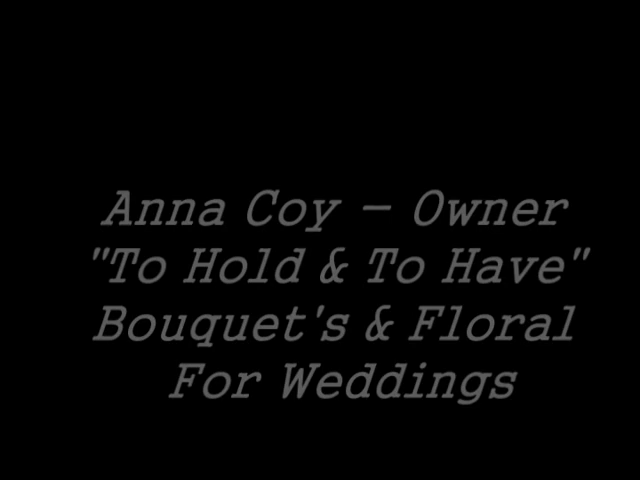 Anna Coy - Owner
"To Hold & To Have"
Bouquet's & Floral
For Weddings